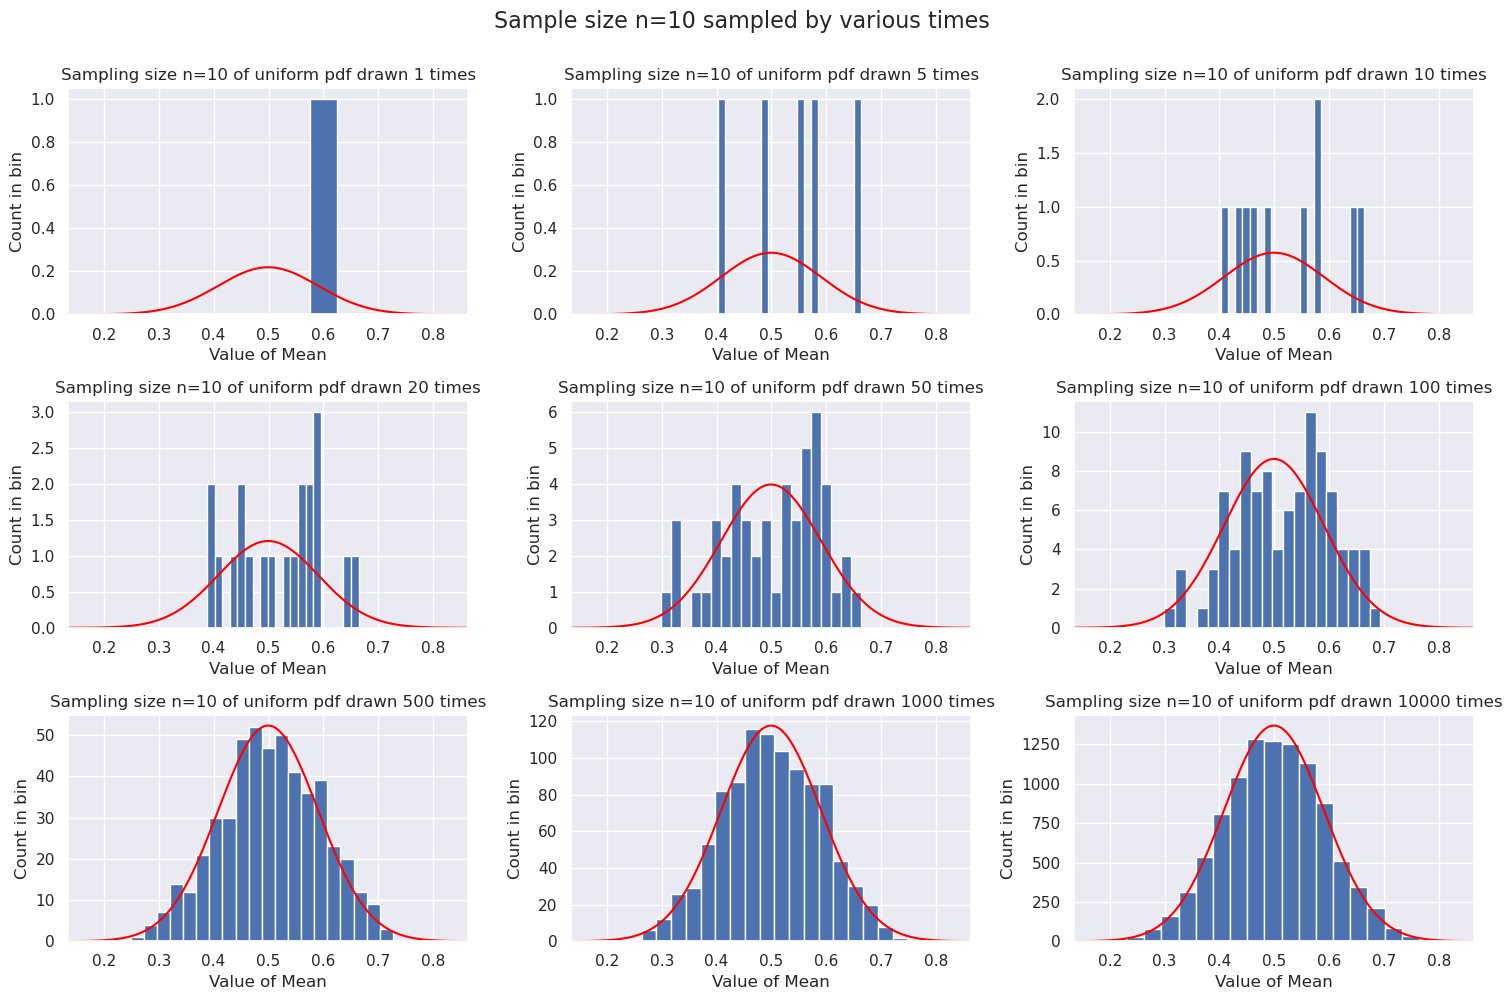 Sample size n=10 sampled by various times
Sampling size n=10 of uniform pdf drawn 1 times
Count in bin
1.0
0.8
0.6
0.4
0.2
0.0
0.2 0.3 0.4 0.5 0.6 0.7 0.8
Value of Mean
Sampling size n=10 of uniform pdf drawn 5 times
Count in bin
1.0
0.8
0.6
0.4
0.2
0.0
0.2 0.3 0.4 0.5 0.6 0.7 0.8
Value of Mean
Sampling size n=10 of uniform pdf drawn 10 times
Count in bin
2.0
1.5
1.0
0.5
0.0
0.2 0.3 0.4 0.5 0.6 0.7 0.8
Value of Mean
Sampling size n=10 of uniform pdf drawn 20 times
Count in bin
3.0
2.5
2.0
1.5
1.0
0.5
0.0
0.2 0.3 0.4 0.5 0.6 0.7 0.8
Value of Mean
Sampling size n=10 of uniform pdf drawn 50 times
Count in bin
6
5
4
3
2
1
0
0.2 0.3 0.4 0.5 0.6 0.7 0.8
Value of Mean
Sampling size n=10 of uniform pdf drawn 100 times
Count in bin
10
8
6
4
2
0
0.2 0.3 0.4 0.5 0.6 0.7 0.8
Value of Mean
Sampling size n=10 of uniform pdf drawn 500 times
Count in bin
50
40
30
20
10
0
0.2 0.3 0.4 0.5 0.6 0.7 0.8
Value of Mean
Sampling size n=10 of uniform pdf drawn 1000 times
Count in bin
120
100
80
60
40
20
0
0.2 0.3 0.4 0.5 0.6 0.7 0.8
Value of Mean
Sampling size n=10 of uniform pdf drawn 10000 times
Count in bin
1250
1000
750
500
250
0
0.2 0.3 0.4 0.5 0.6 0.7 0.8
Value of Mean